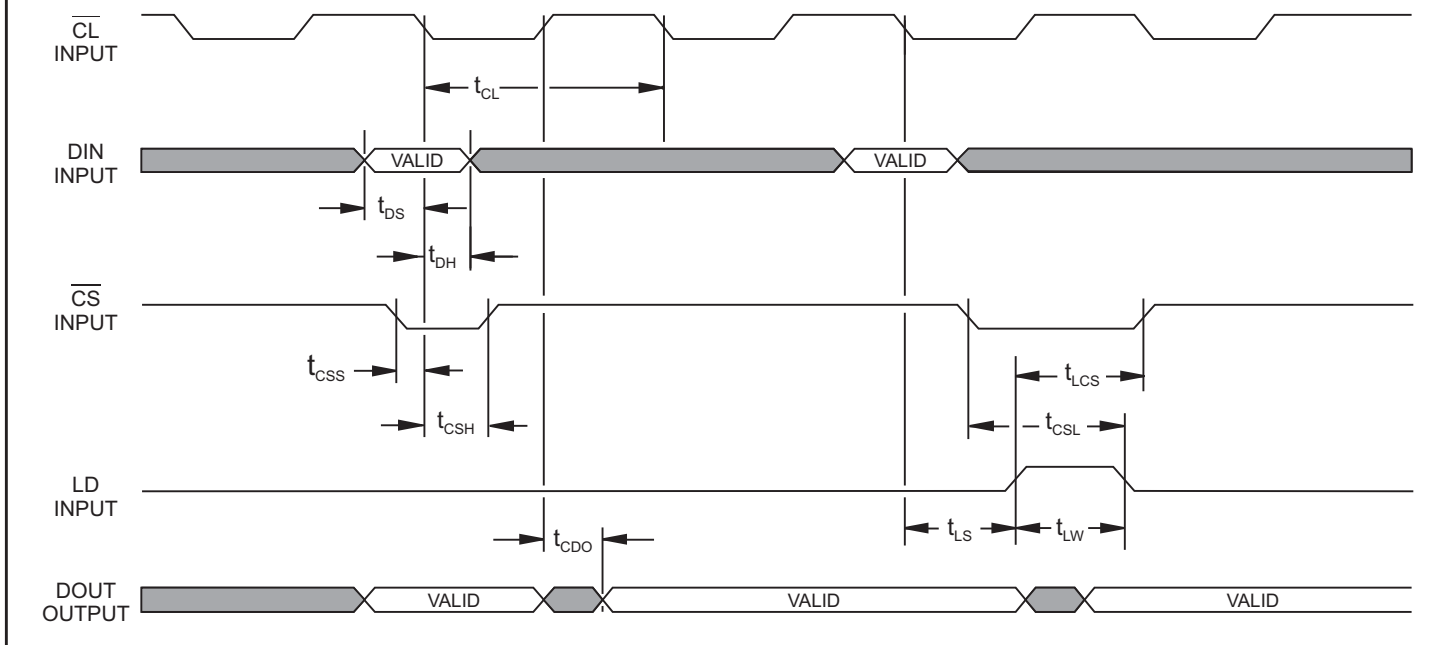 CL
INPUT
t_CL
DIN
INPUT
VALID
VALID
t_DS
t_DH
CS
INPUT
t_CSS
t_LCS
t_CSH
t_CSL
LD
INPUT
t_CDO
t_LS
t_LW
DOUT
OUTPUT
VALID
VALID
VALID